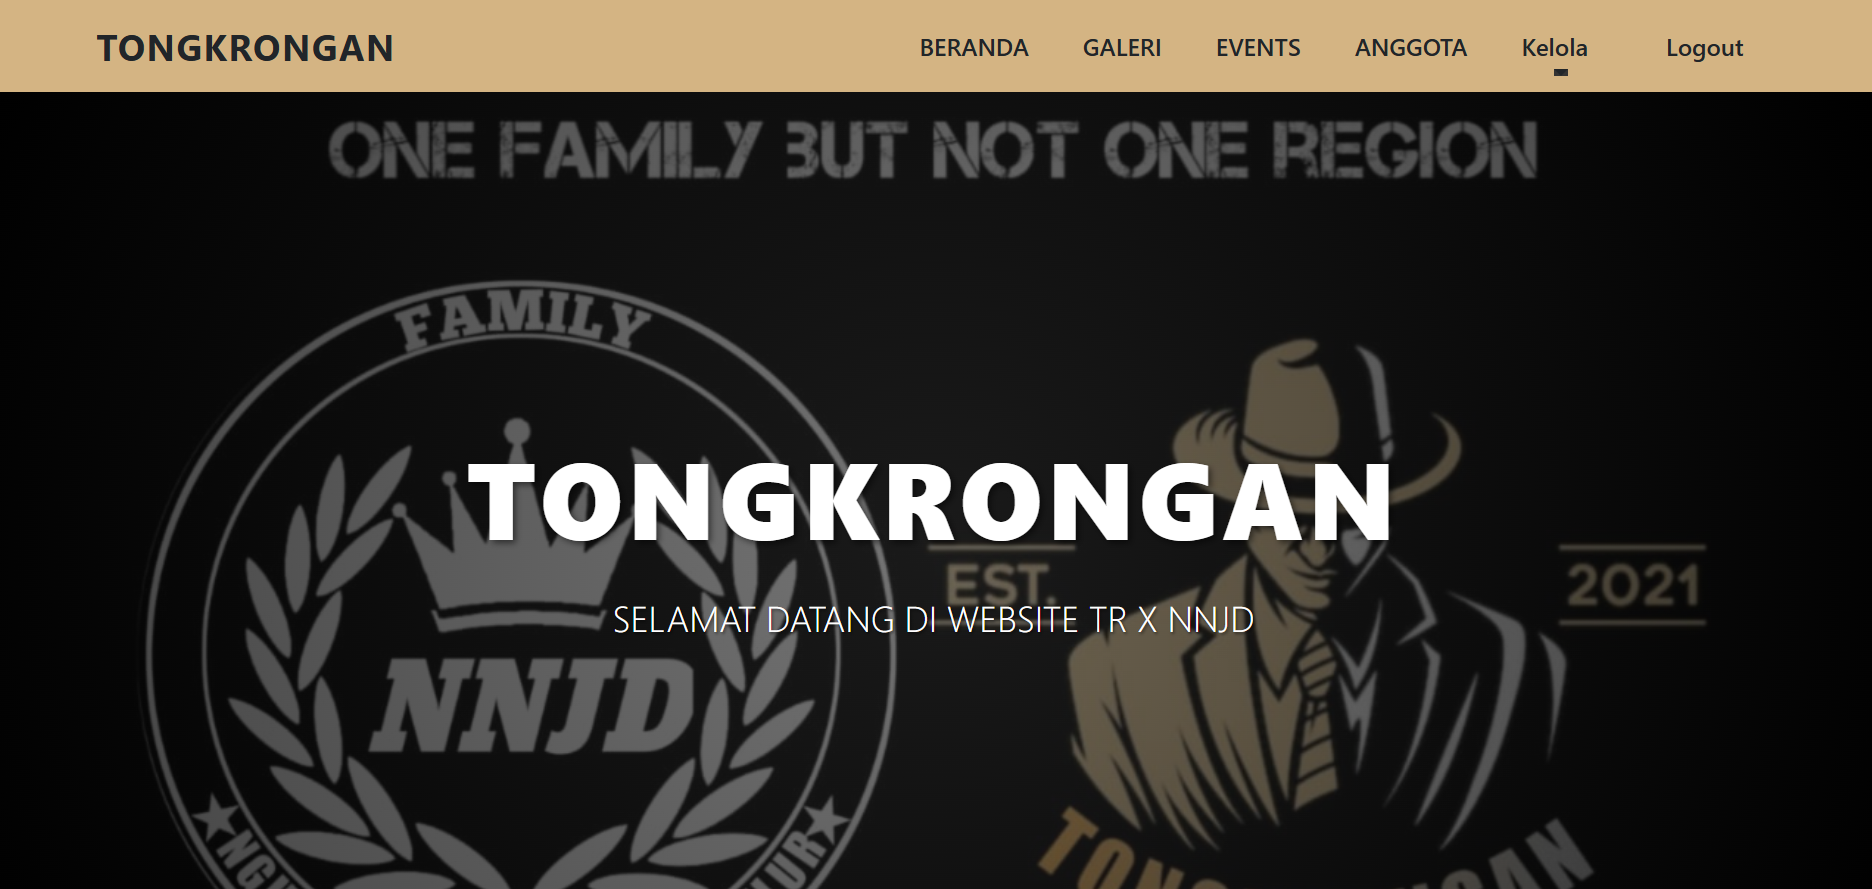 TONGKRONGAN
BERANDA GALERI EVENTS ANGGOTA Kelola Logout
ONE FAMILY BUT NOT ONE REGION
FAMILY
TONGKRONGAN
EST.
2021
SELAMAT DATANG DI WEBSITE TR X NNJD
NNJD